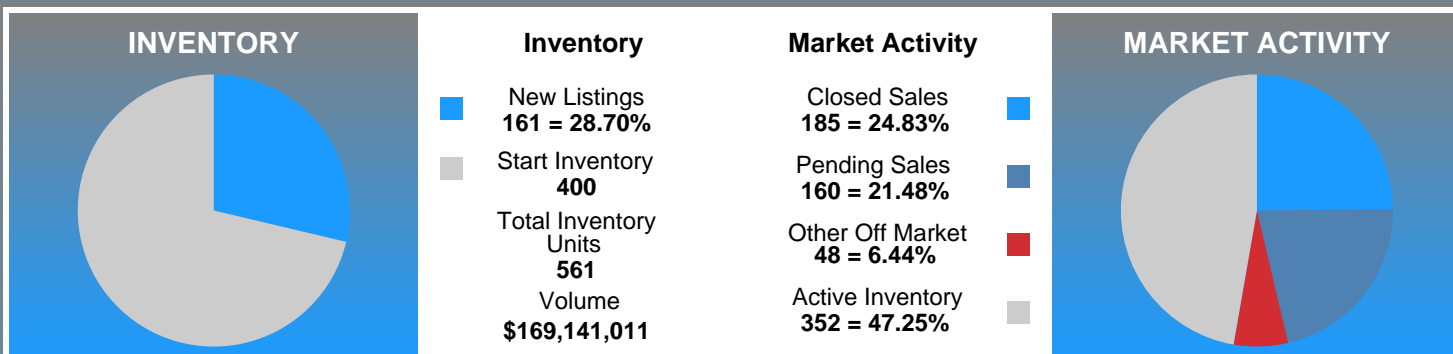 INVENTORY
Inventory
New Listings
161 = 28.70%
Start Inventory
400
Total Inventory
Units
561
Volume
$169,141,011
Market Activity
Closed Sales
185 = 24.83%
Pending Sales
160 = 21.48%
Other Off Market
48 = 6.44%
Active Inventory
352 = 47.25%
MARKET ACTIVITY